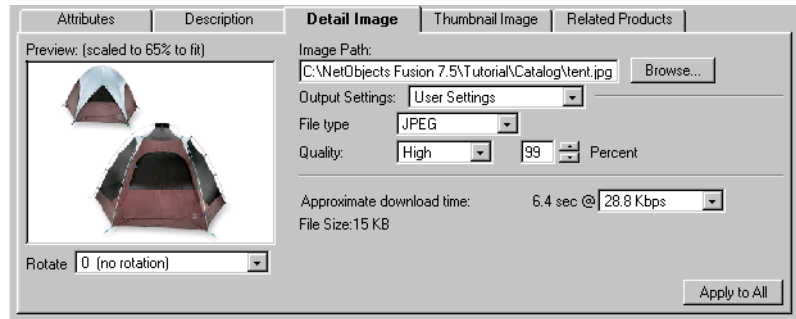 Attributes Description Detail Image Thumbnail Image Related Products
Preview: (scaled to 65% to fit)
Image Path:
C:\NetObjects Fusion 7.5\Tutorial\Catalog\tent.jpg Browse...
Output Settings: User Settings
File type JPEG
Quality: High 99 Percent
Approximate download time: 6.4 sec @ 28.8 Kbps
File Size:15 KB
Rotate 0 (no rotation)
Apply to All